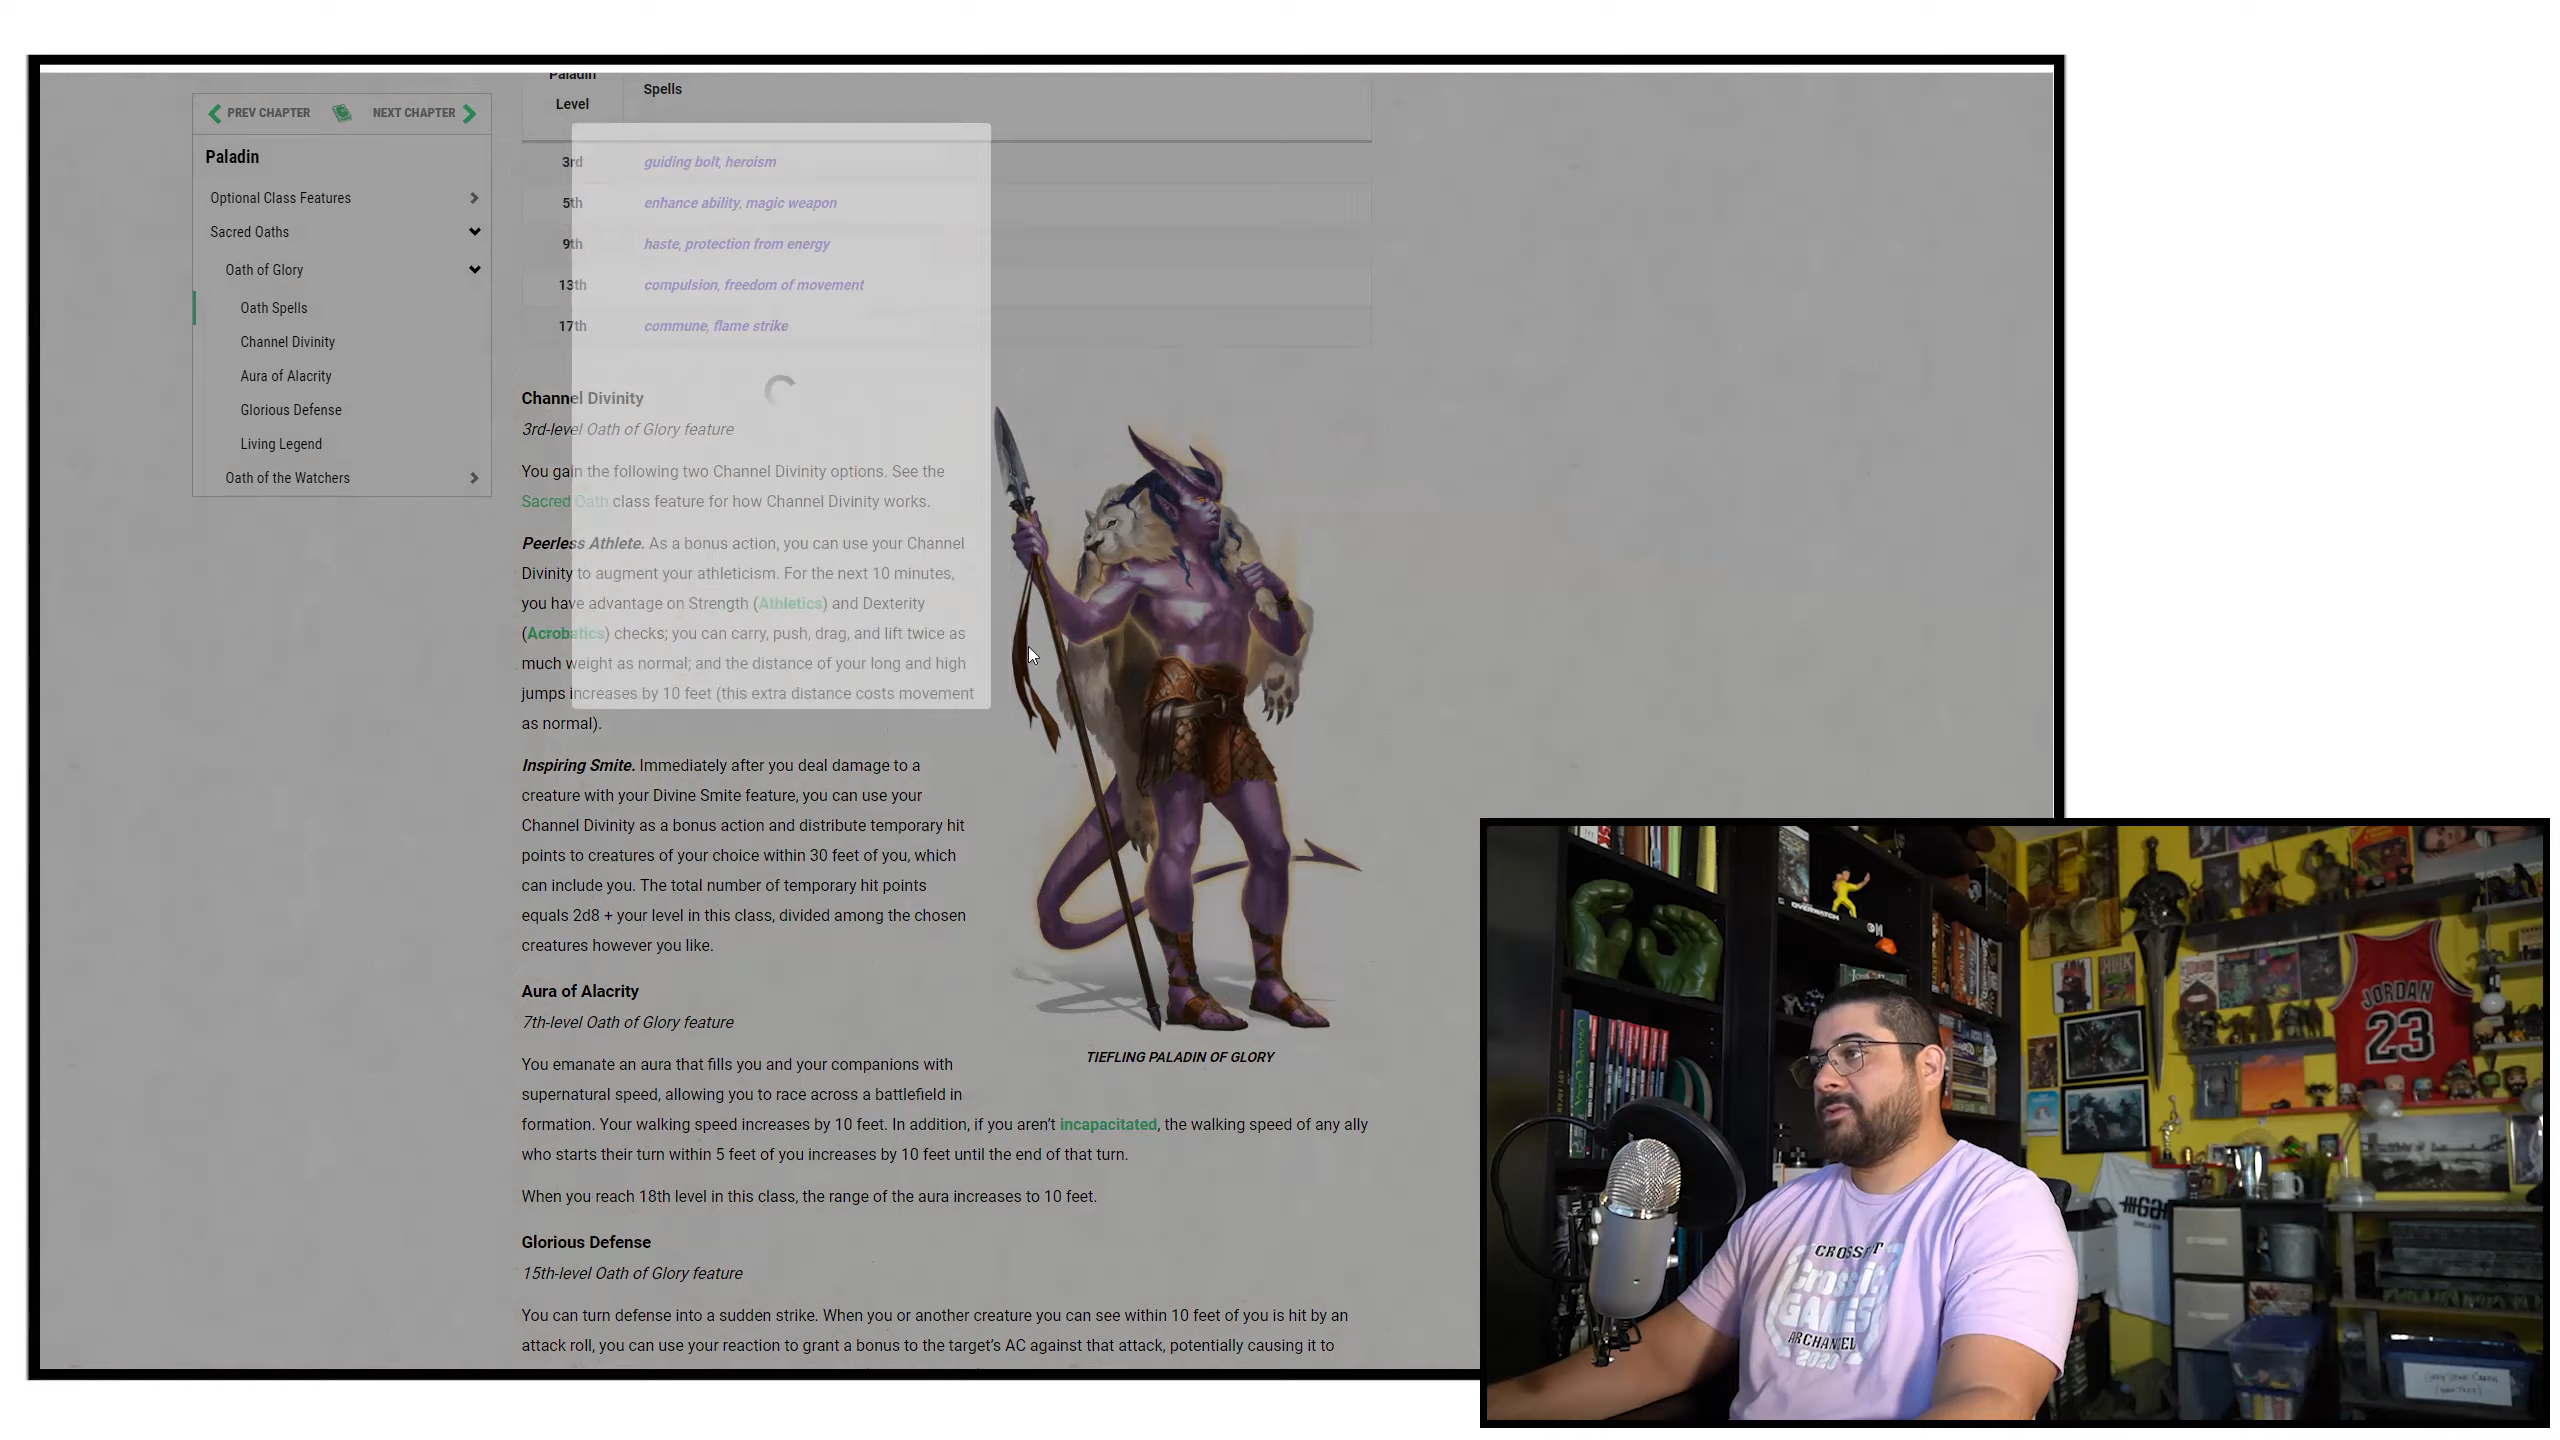 PREV CHAPTER
NEXT CHAPTER
Paladin
Optional Class Features
Sacred Oaths
Oath of Glory
Oath Spells
Channel Divinity
Aura of Alacrity
Glorious Defense
Living Legend
Oath of the Watchers
Paladin
Level
Spells
3rd
guiding bolt, heroism
5th
enhance ability, magic weapon
9th
haste, protection from energy
13th
compulsion, freedom of movement
17th
commune, flame strike
Channel Divinity
3rd-level Oath of Glory feature
You gain the following two Channel Divinity options. See the
Sacred Oath class feature for how Channel Divinity works.
Peerless Athlete. As a bonus action, you can use your Channel
Divinity to augment your athleticism. For the next 10 minutes,
you have advantage on Strength (Athletics) and Dexterity
(Acrobatics) checks; you can carry, push, drag, and lift twice as
much weight as normal; and the distance of your long and high
jumps increases by 10 feet (this extra distance costs movement
as normal).
Inspiring Smite. Immediately after you deal damage to a
creature with your Divine Smite feature, you can use your
Channel Divinity as a bonus action and distribute temporary hit
points to creatures of your choice within 30 feet of you, which
can include you. The total number of temporary hit points
equals 2d8 + your level in this class, divided among the chosen
creatures however you like.
Aura of Alacrity
7th-level Oath of Glory feature
You emanate an aura that fills you and your companions with
supernatural speed, allowing you to race across a battlefield in
formation. Your walking speed increases by 10 feet. In addition, if you aren't incapacitated, the walking speed of any ally
who starts their turn within 5 feet of you increases by 10 feet until the end of that turn.
When you reach 18th level in this class, the range of the aura increases to 10 feet.
Glorious Defense
15th-level Oath of Glory feature
You can turn defense into a sudden strike. When you or another creature you can see within 10 feet of you is hit by an
attack roll, you can use your reaction to grant a bonus to the target's AC against that attack, potentially causing it to
TIEFLING PALADIN OF GLORY
OVERWATCH
HULK
JORDAN
23
CROSSFIT
GAMES
ARCHANGEL
2020